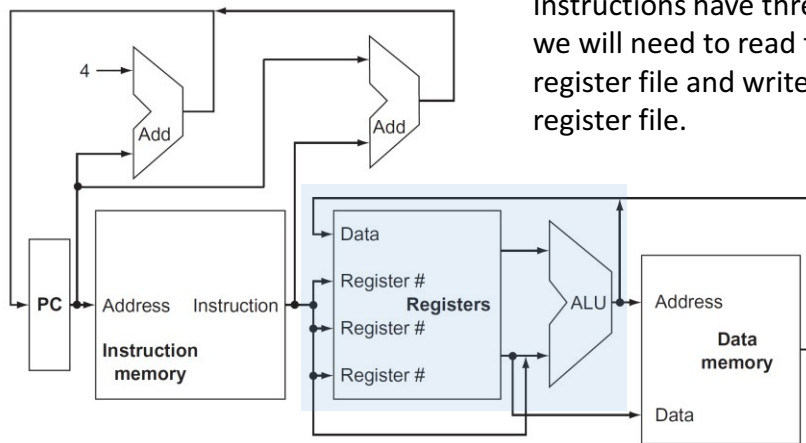 Instructions have thre
we will need to read t
register file and write
register file.
4
Add
Add
Data
Register #
Register #
Register #
Registers
ALU
PC
Address
Instruction
Instruction
memory
Address
Data
memory
Data